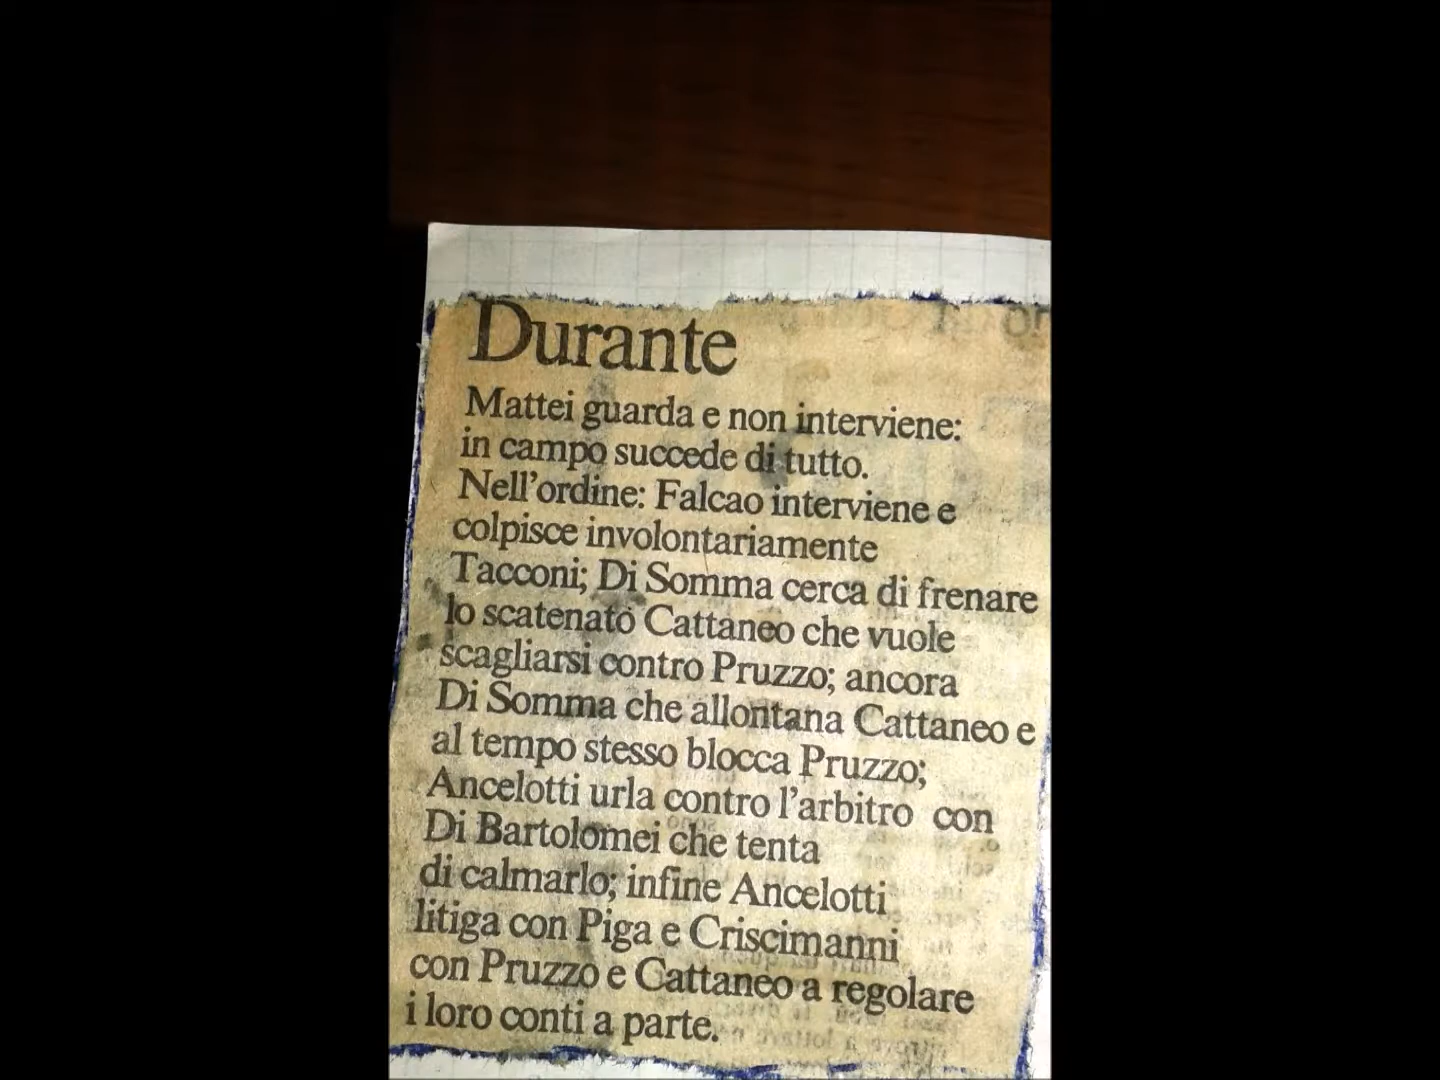 Durante
Mattei guarda e non interviene:
in campo succede di tutto.
Nell'ordine: Falcao interviene e
colpisce involontariamente
Tacconi; Di Somma cerca di frenare
lo scatenato Cattaneo che vuole
scagliarsi contro Pruzzo; ancora
Di Somma che allontana Cattaneo e
al tempo stesso blocca Pruzzo;
Ancelotti urla contro l'arbitro con
Di Bartolomei che tenta
di calmarlo; infine Ancelotti
litiga con Piga e Criscimanni
con Pruzzo e Cattaneo a regolare
i loro conti a parte.